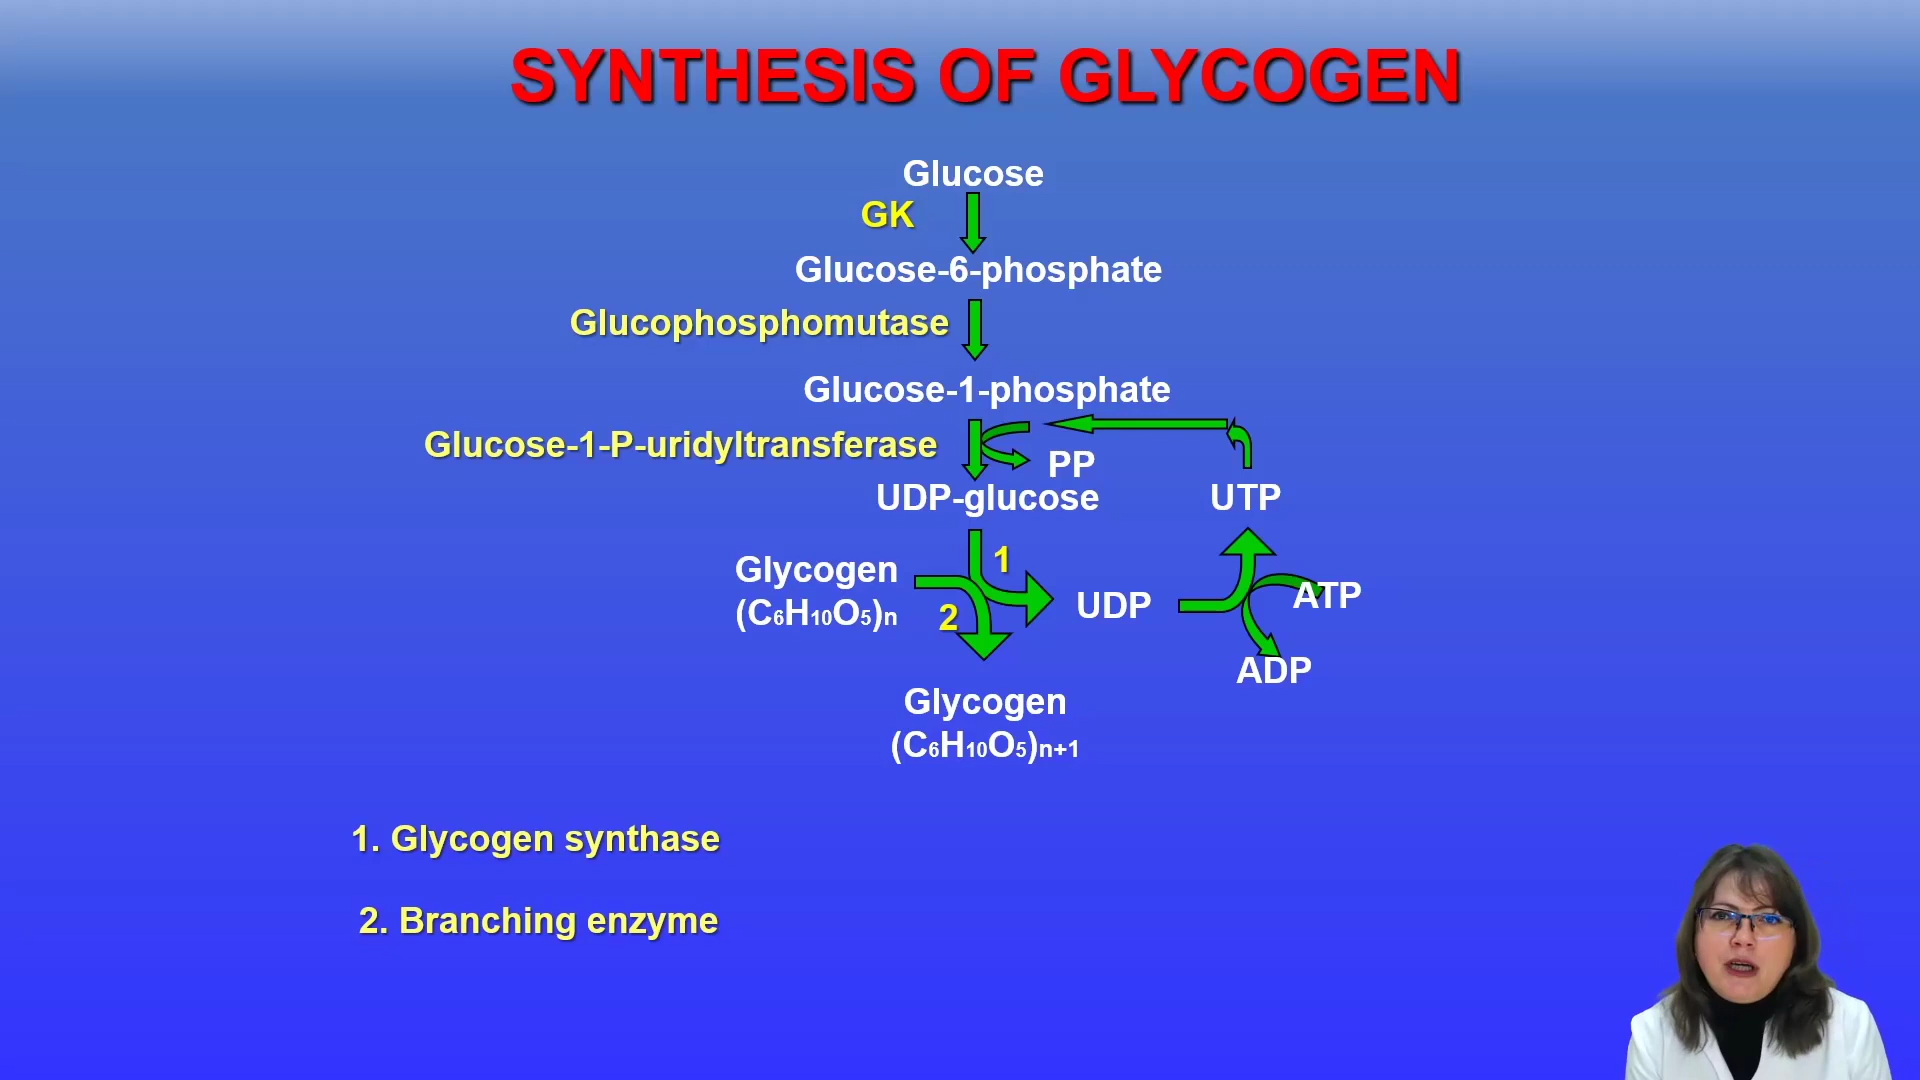 SYNTHESIS OF GLYCOGEN
Glucose
GK
Glucose-6-phosphate
Glucophosphomutase
Glucose-1-phosphate
Glucose-1-P-uridyltransferase
PP
UDP-glucose
UTP
1
Glycogen
(C6H10O5)n
2
UDP
ATP
ADP
Glycogen
(C6H10O5)n+1
1. Glycogen synthase
2. Branching enzyme